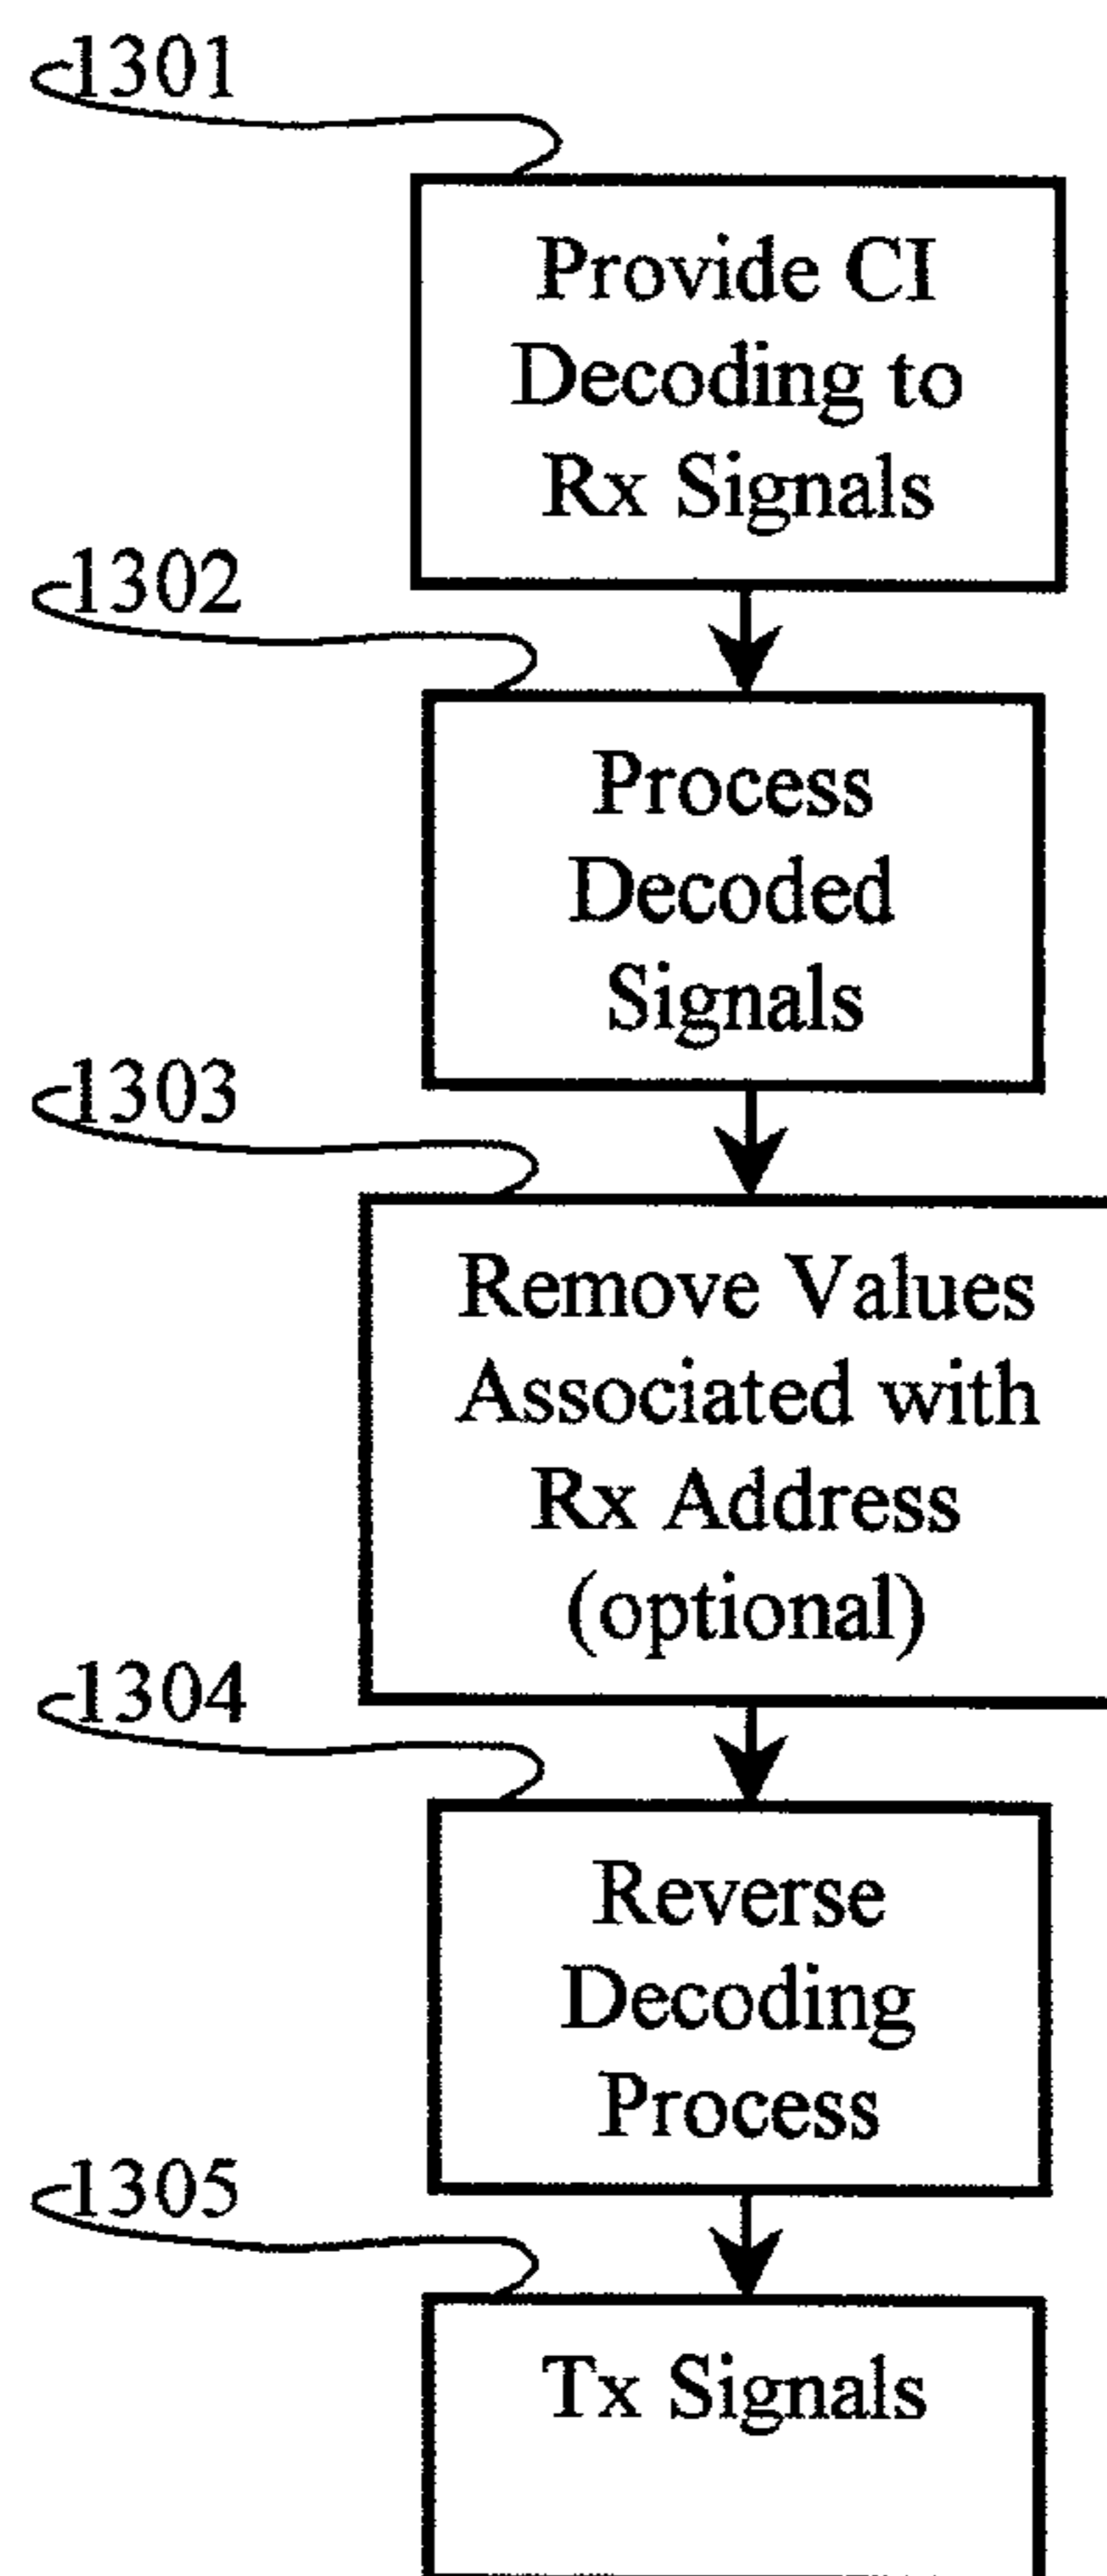 1301
Provide CI
Decoding to
Rx Signals
1302
Process
Decoded
Signals
1303
Remove Values
Associated with
Rx Address
(optional)
1304
Reverse
Decoding
Process
1305
Tx Signals